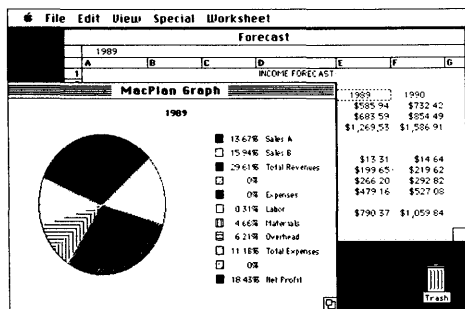 File Edit View Special Worksheet
Forecast
1989
A B C D E F G
1 INCOME FORECAST
MacPlan Graph
1989
13.67% Sales A
15.94% Sales B
29.61% Total Revenues
0%
0% Expenses
0.31% Labor
4.66% Materials
6.21% Overhead
11.18% Total Expenses
0%
18.43% Net Profit
1989 1990
$585.94 $732.42
$683.59 $854.49
$1,269.53 $1,586.91
$13.31 $14.64
$199.65 $219.62
$266.20 $292.82
$479.16 $527.08
$790.37 $1,059.84
Trash